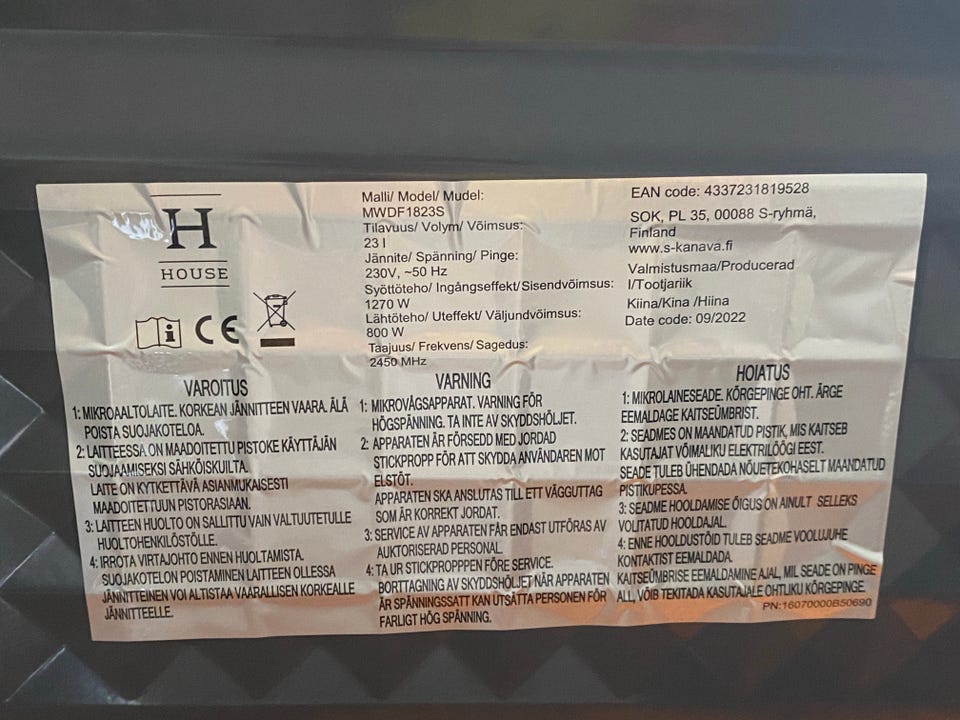 H
HOUSE
CE
Malli/ Model/ Mudel:
MWDF1823S
Tilavuus/ Volym/ Võimsus:
23 l
Jännite/ Spänning/ Pinge:
230V, ~50 Hz
Syöttöteho/ Ingångseffekt/Sisendvõimsus:
1270 W
Lähtöteho/ Uteffekt/ Väljundvõimsus:
800 W
Taajuus/ Frekvens/ Sagedus:
2450 MHz
EAN code: 4337231819528
SOK, PL 35, 00088 S-ryhmä,
Finland
www.s-kanava.fi
Valmistusmaa/Producerad
I/Tootjariik
Kiina/Kina /Hiina
Date code: 09/2022
VAROITUS
1: MIKROAALTOLAITE. KORKEAN JÄNNITTEEN VAARA. ÄLÄ
POISTA SUOJAKOTELOA.
2: LAITTEESSA ON MAADOITETTU PISTOKE KÄYTTÄJÄN
SUOJAAMISEKSI SÄHKÖISKUILTA.
LAITE ON KYTKETTÄVÄ ASIANMUKAISESTI
MAADOITETTUUN PISTORASIAAN.
3: LAITTEEN HUOLTO ON SALLITTU VAIN VALTUUTETULLE
HUOLTOHENKILÖSTÖLLE.
4: IRROTA VIRTAJOHTO ENNEN HUOLTAMISTA.
SUOJAKOTELON POISTAMINEN LAITTEEN OLLESSA
JÄNNITTEINEN VOI ALTISTAA VAARALLISEN KORKEALLE
JÄNNITTEELLE.
VARNING
1: MIKROVÅGSAPPARAT. VARNING FÖR
HÖGSPÄNNING. TA INTE AV SKYDDSHÖLJET.
2: APPARATEN ÄR FÖRSEDD MED JORDAD
STICKPROPP FÖR ATT SKYDDA ANVÄNDAREN MOT
ELSTÖT.
APPARATEN SKA ANSLUTAS TILL ETT VÄGGUTTAG
SOM ÄR KORREKT JORDAT.
3: SERVICE AV APPARATEN FÅR ENDAST UTFÖRAS AV
AUKTORISERAD PERSONAL.
4: TA UR STICKPROPPPEN FÖRE SERVICE.
BORTTAGNING AV SKYDDSHÖLJET NÄR APPARATEN
ÄR SPÄNNINGSSATT KAN UTSÄTTA PERSONEN FÖR
FARLIGT HÖG SPÄNNING.
HOIATUS
1: MIKROLAINESEADE. KÕRGEPINGE OHT. ÄRGE
EEMALDAGE KAITSEÜMBRIST.
2: SEADMES ON MAANDATUD PISTIK, MIS KAITSEB
KASUTAJAT VÕIMALIKU ELEKTRILÖÖGI EEST.
SEADE TULEB ÜHENDADA NÕUETEKOHASELT MAANDATUD
PISTIKUPESSA.
3: SEADME HOOLDAMISE ÕIGUS ON AINULT SELLEKS
VOLITATUD HOOLDAJAL.
4: ENNE HOOLDUSTÖID TULEB SEADME VOOLUJUHE
KONTAKTIST EEMALDADA.
KAITSEÜMBRISE EEMALDAMINE AJAL, MIL SEADE ON PINGE
ALL, VÕIB TEKITADA KASUTAJALE OHTLIKU KÕRGEPINGE.
PN:16070000B50690